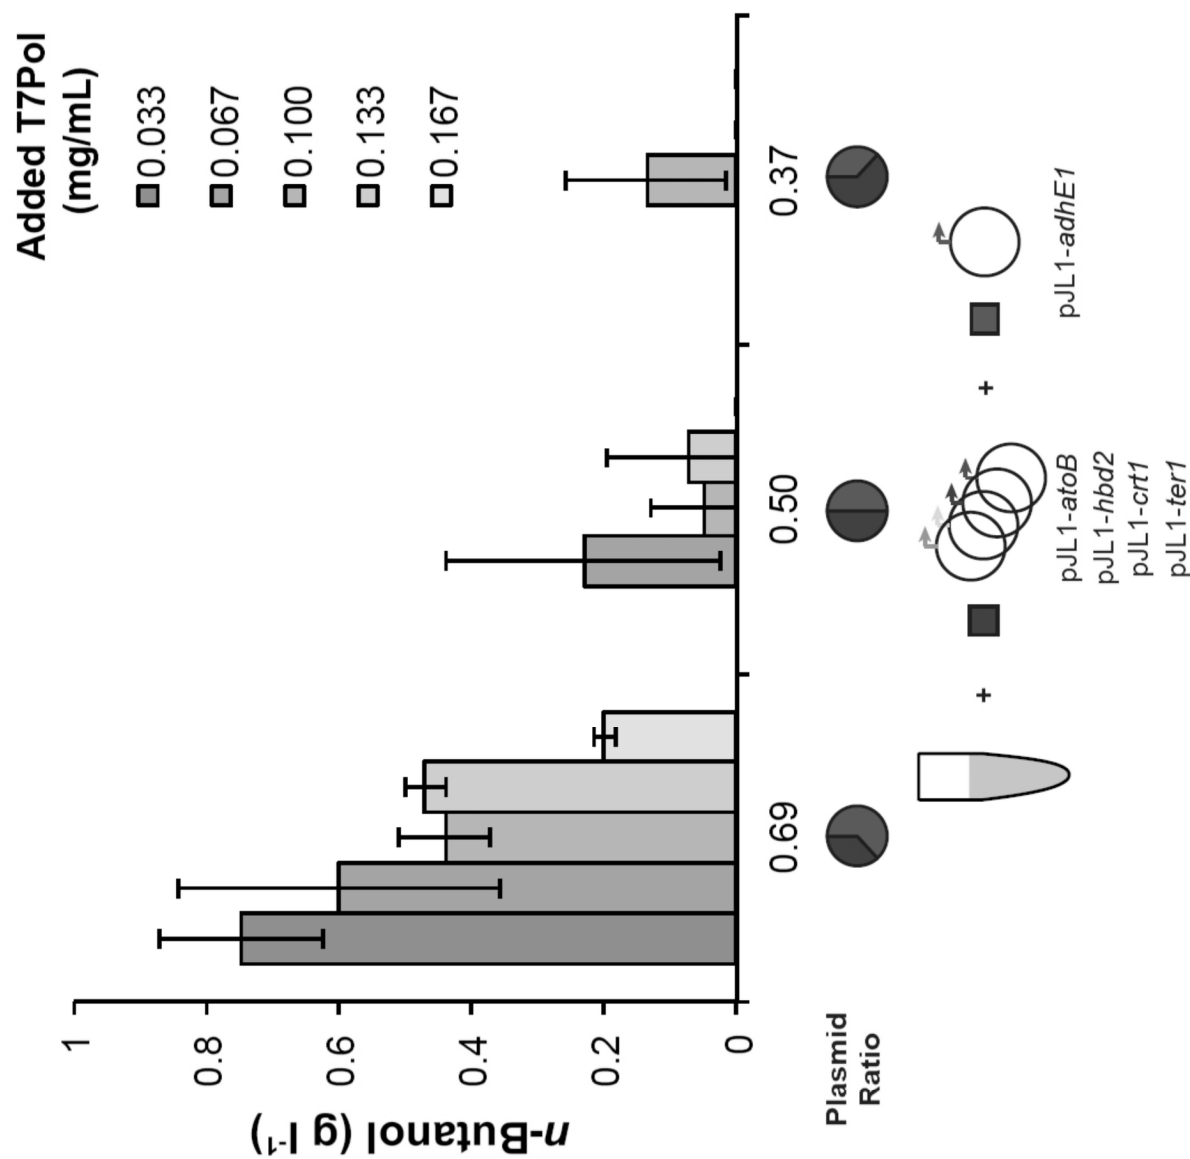 Added T7Pol
(mg/mL)
0.033
0.067
0.100
0.133
0.167
n-Butanol (g l⁻¹)
1
0.8
0.6
0.4
0.2
0
0.69
0.50
0.37
Plasmid
Ratio
+
+
pJL1-atoB
pJL1-hbd2
pJL1-crt1
pJL1-ter1
pJL1-adhE1